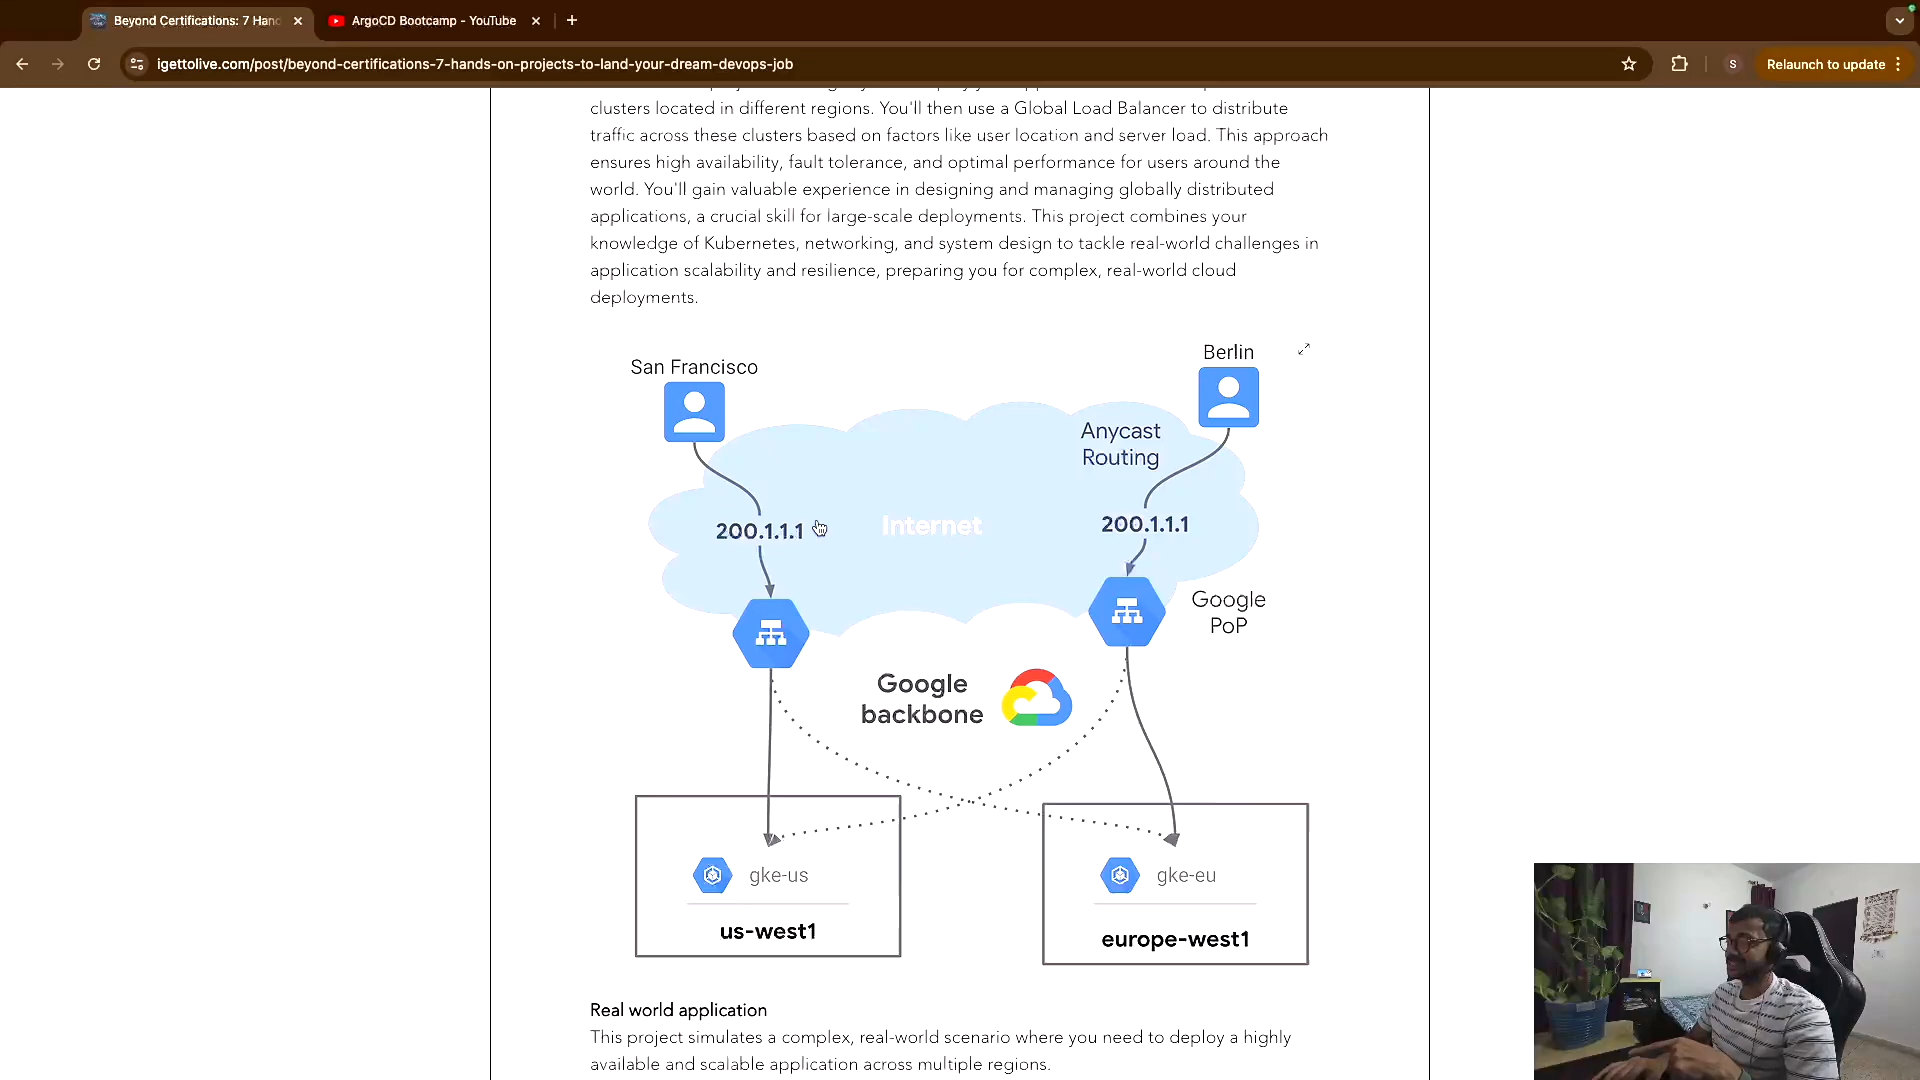 Beyond Certifications: 7 Han
ArgoCD Bootcamp - YouTube
igettolive.com/post/beyond-certifications-7-hands-on-projects-to-land-your-dream-devops-job
S
Relaunch to update
clusters located in different regions. You'll then use a Global Load Balancer to distribute
traffic across these clusters based on factors like user location and server load. This approach
ensures high availability, fault tolerance, and optimal performance for users around the
world. You'll gain valuable experience in designing and managing globally distributed
applications, a crucial skill for large-scale deployments. This project combines your
knowledge of Kubernetes, networking, and system design to tackle real-world challenges in
application scalability and resilience, preparing you for complex, real-world cloud
deployments.
San Francisco
Berlin
Anycast
Routing
200.1.1.1
Internet
200.1.1.1
Google
PoP
Google
backbone
gke-us
us-west1
gke-eu
europe-west1
Real world application
This project simulates a complex, real-world scenario where you need to deploy a highly
available and scalable application across multiple regions.